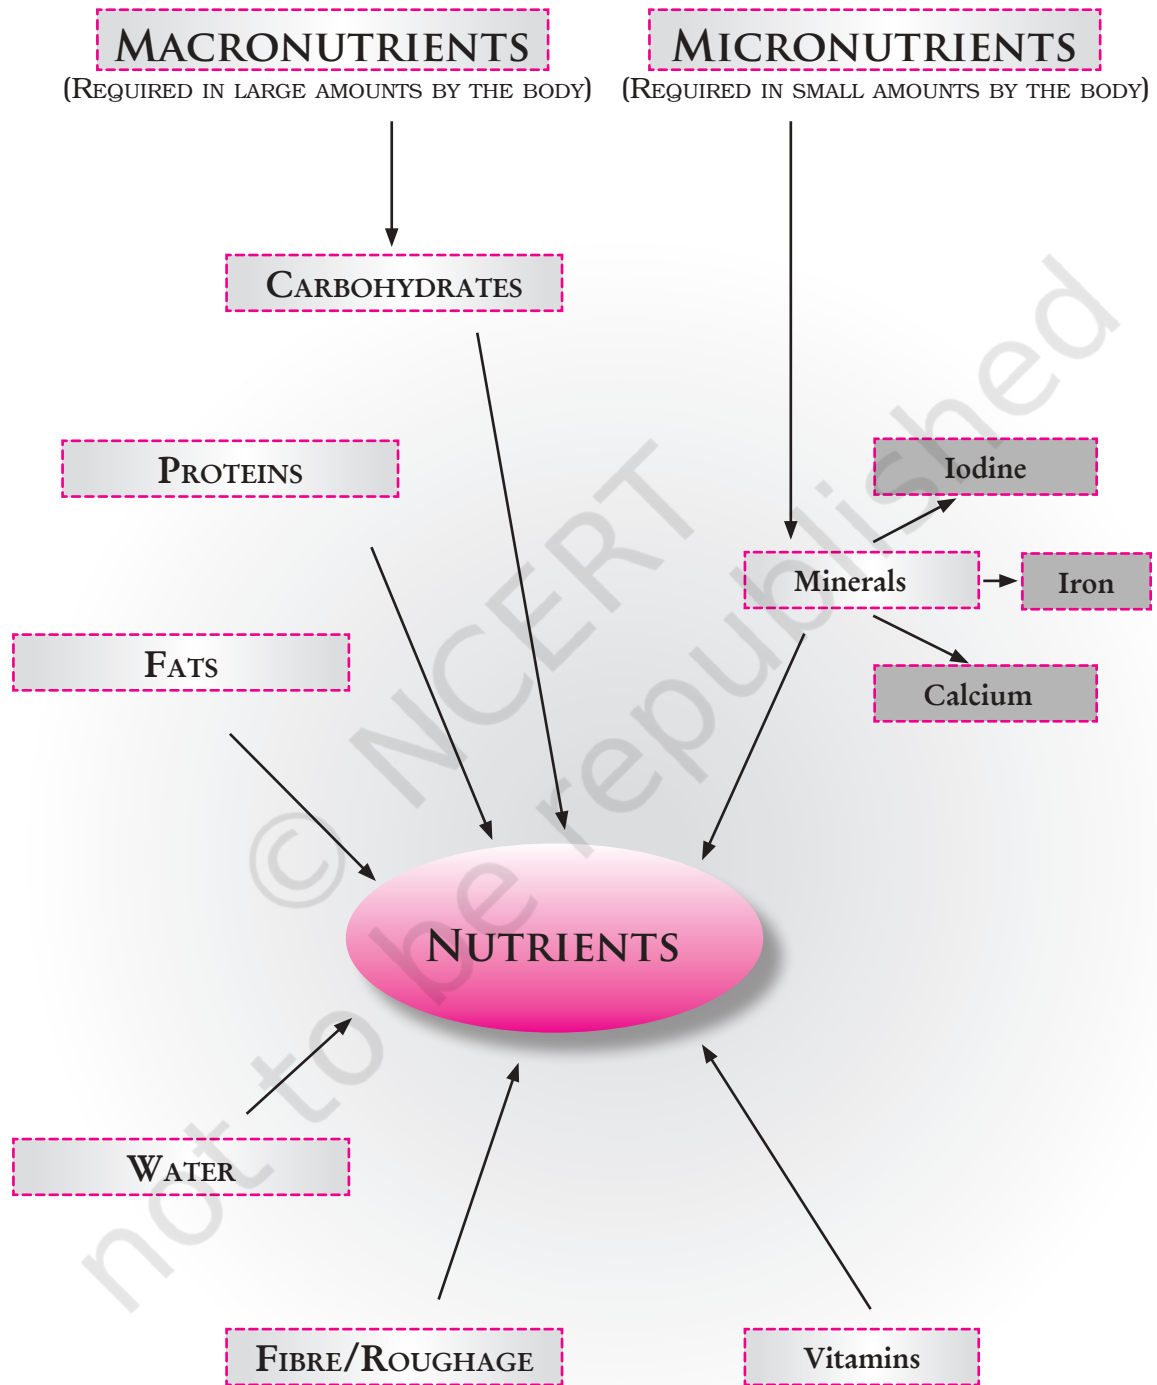 MACRONUTRIENTS
(REQUIRED IN LARGE AMOUNTS BY THE BODY)
MICRONUTRIENTS
(REQUIRED IN SMALL AMOUNTS BY THE BODY)
CARBOHYDRATES
PROTEINS
FATS
Iodine
Minerals
Iron
Calcium
NUTRIENTS
WATER
FIBRE/ROUGHAGE
Vitamins
© NCERT
not to be republished